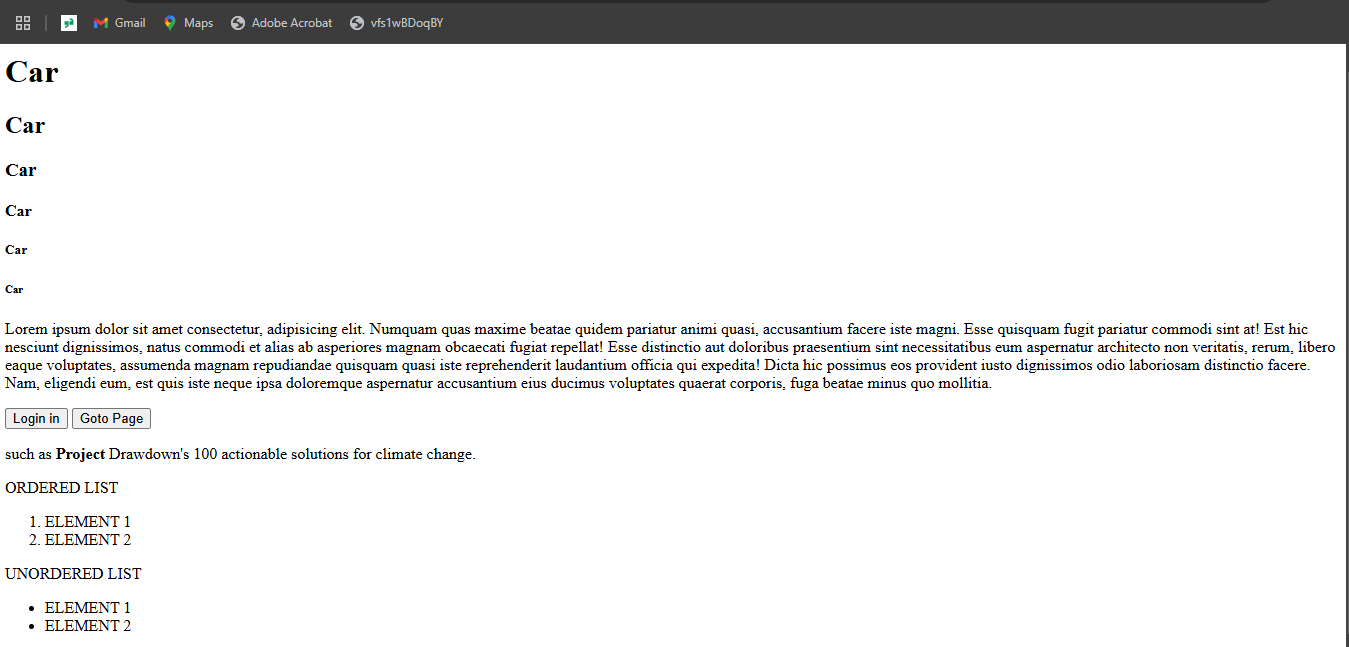 Gmail Maps Adobe Acrobat vfs1wBDoqBY
Car
Car
Car
Car
Car
Car
Lorem ipsum dolor sit amet consectetur, adipisicing elit. Numquam quas maxime beatae quidem pariatur animi quasi, accusantium facere iste magni. Esse quisquam fugit pariatur commodi sint at! Est hic
nesciunt dignissimos, natus commodi et alias ab asperiores magnam obcaecati fugiat repellat! Esse distinctio aut doloribus praesentium sint necessitatibus eum aspernatur architecto non veritatis, rerum, libero
eaque voluptates, assumenda magnam repudiandae quisquam quasi iste reprehenderit laudantium officia qui expedita! Dicta hic possimus eos provident iusto dignissimos odio laboriosam distinctio facere.
Nam, eligendi eum, est quis iste neque ipsa doloremque aspernatur accusantium eius ducimus voluptates quaerat corporis, fuga beatae minus quo mollitia.
Login in Goto Page
such as Project Drawdown's 100 actionable solutions for climate change.
ORDERED LIST
1. ELEMENT 1
2. ELEMENT 2
UNORDERED LIST
• ELEMENT 1
• ELEMENT 2